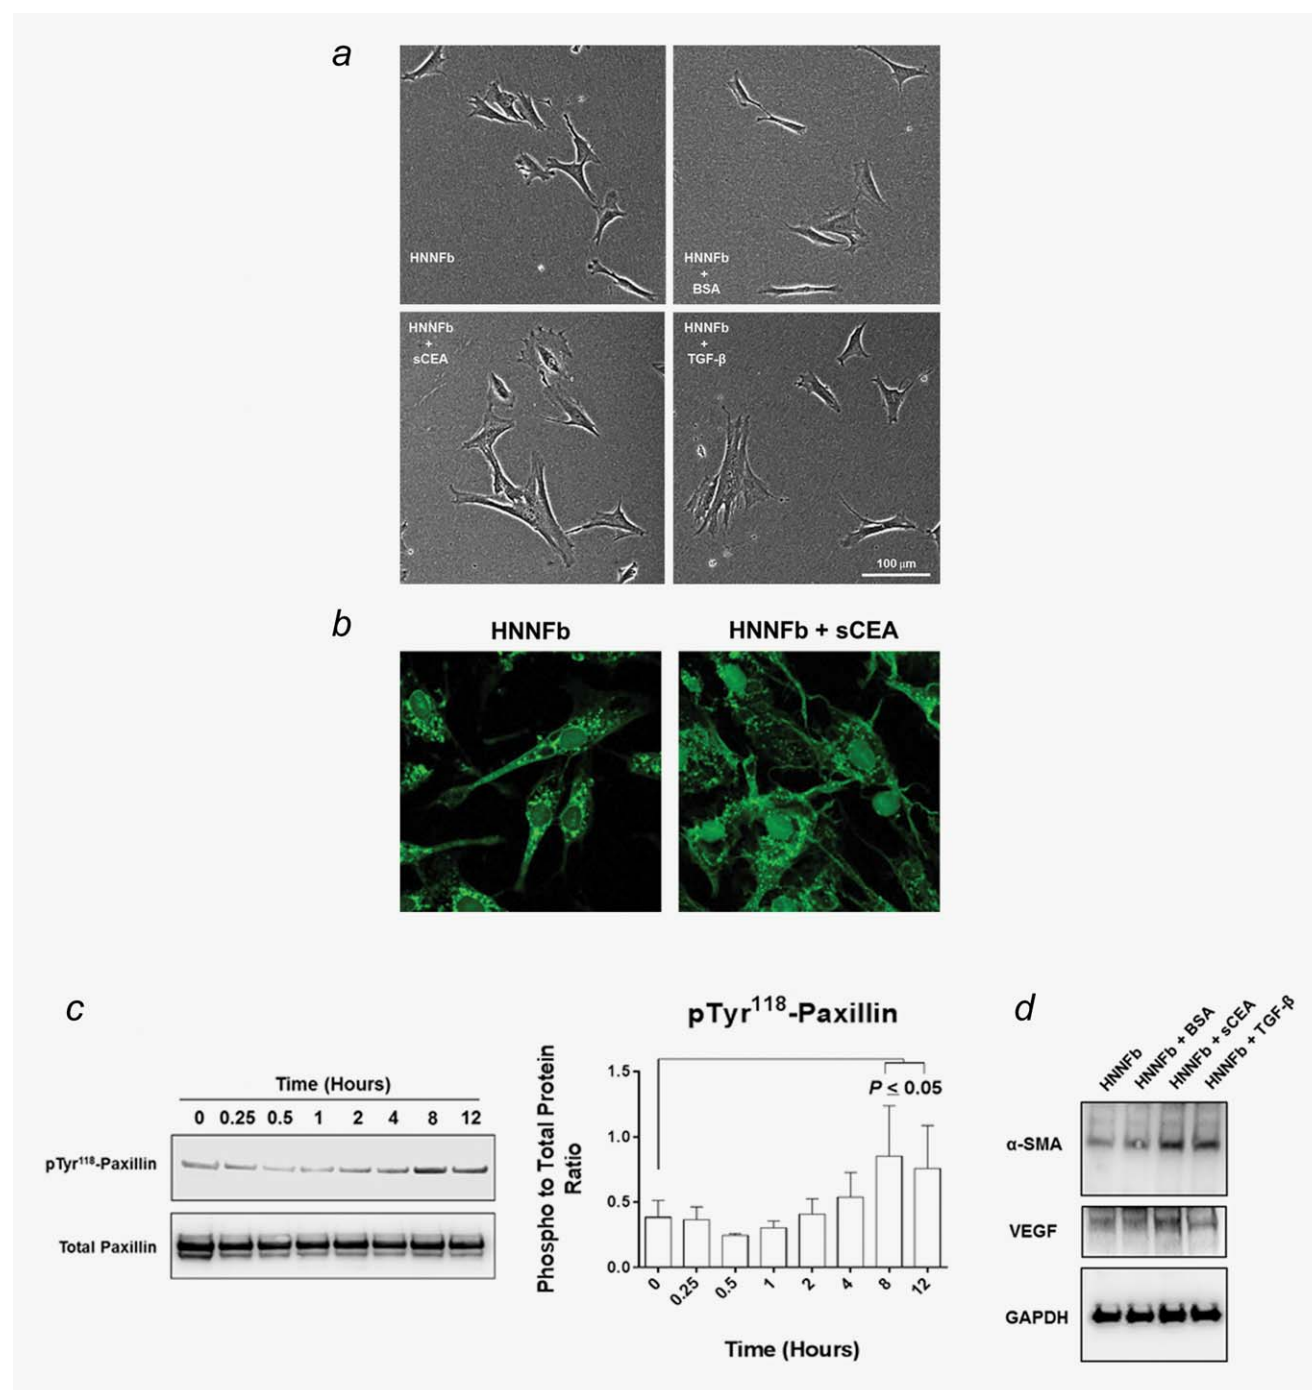 a
HNNFb
HNNFb
+
BSA
HNNFb
+
sCEA
HNNFb
+
TGF-β
100 μm
b
HNNFb
HNNFb + sCEA
c
Time (Hours)
0 0.25 0.5 1 2 4 8 12
pTyr¹¹⁸-Paxillin
Total Paxillin
pTyr¹¹⁸-Paxillin
Phospho to Total Protein
Ratio
1.5
1.0
0.5
0.0
P ≤ 0.05
0 0.25 0.5 1 2 4 8 12
Time (Hours)
d
HNNFb
HNNFb + BSA
HNNFb + sCEA
HNNFb + TGF-β
α-SMA
VEGF
GAPDH